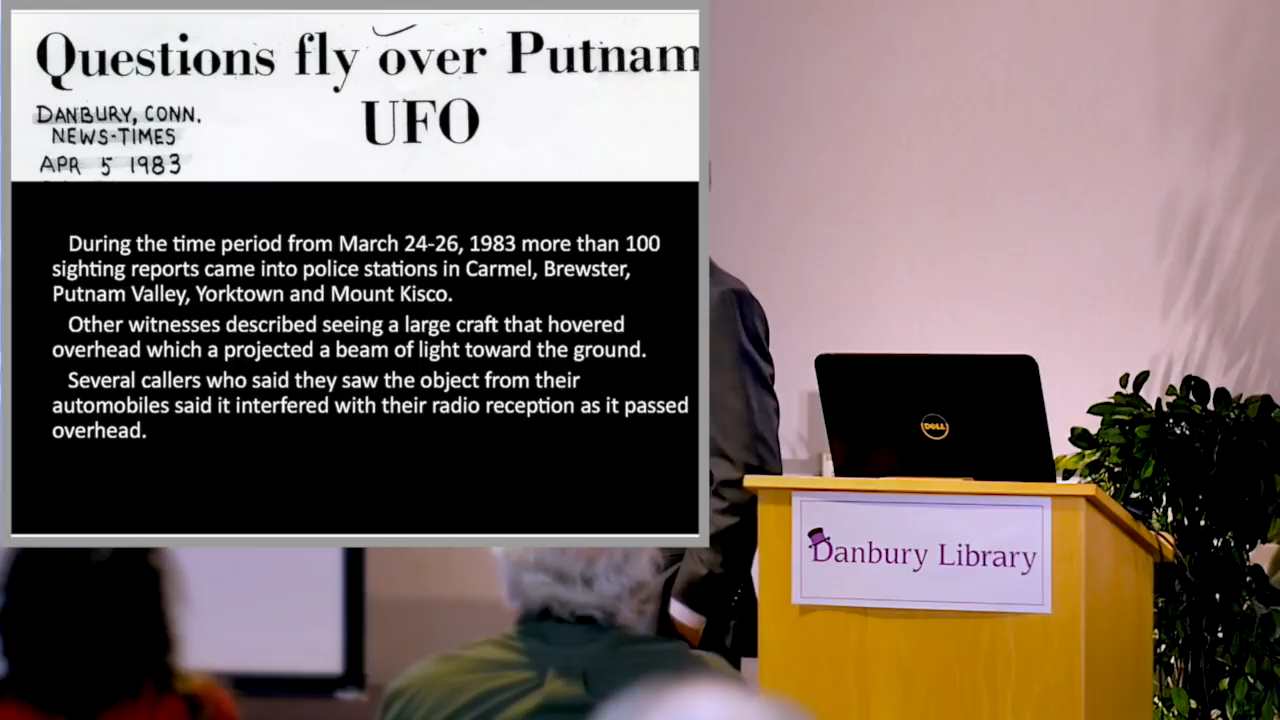 Questions fly over Putnam
UFO
DANBURY, CONN.
NEWS-TIMES
APR 5 1983
During the time period from March 24-26, 1983 more than 100
sighting reports came into police stations in Carmel, Brewster,
Putnam Valley, Yorktown and Mount Kisco.
Other witnesses described seeing a large craft that hovered
overhead which a projected a beam of light toward the ground.
Several callers who said they saw the object from their
automobiles said it interfered with their radio reception as it passed
overhead.
DELL
Danbury Library